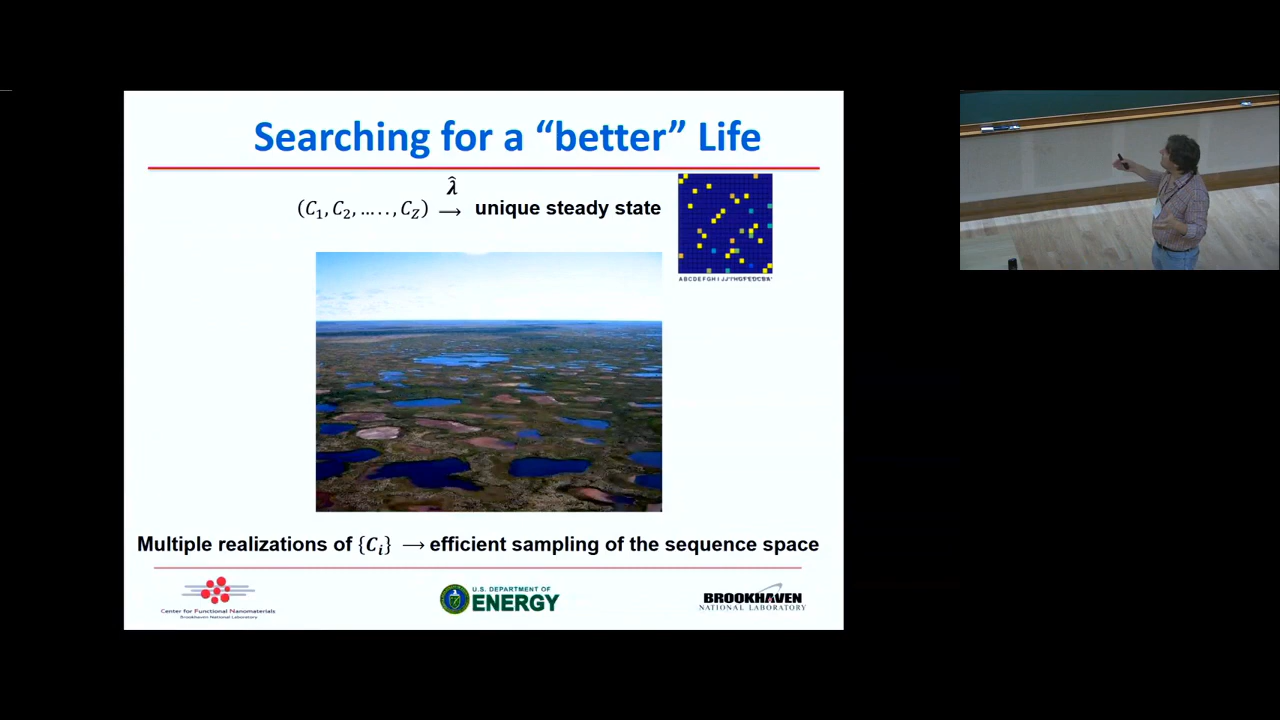 Searching for a “better” Life
λ̂
(C₁, C₂, ....., C_Z) → unique steady state
Multiple realizations of {Cᵢ} → efficient sampling of the sequence space
Center for Functional Nanomaterials
Brookhaven National Laboratory
U.S. DEPARTMENT OF
ENERGY
BROOKHAVEN
NATIONAL LABORATORY